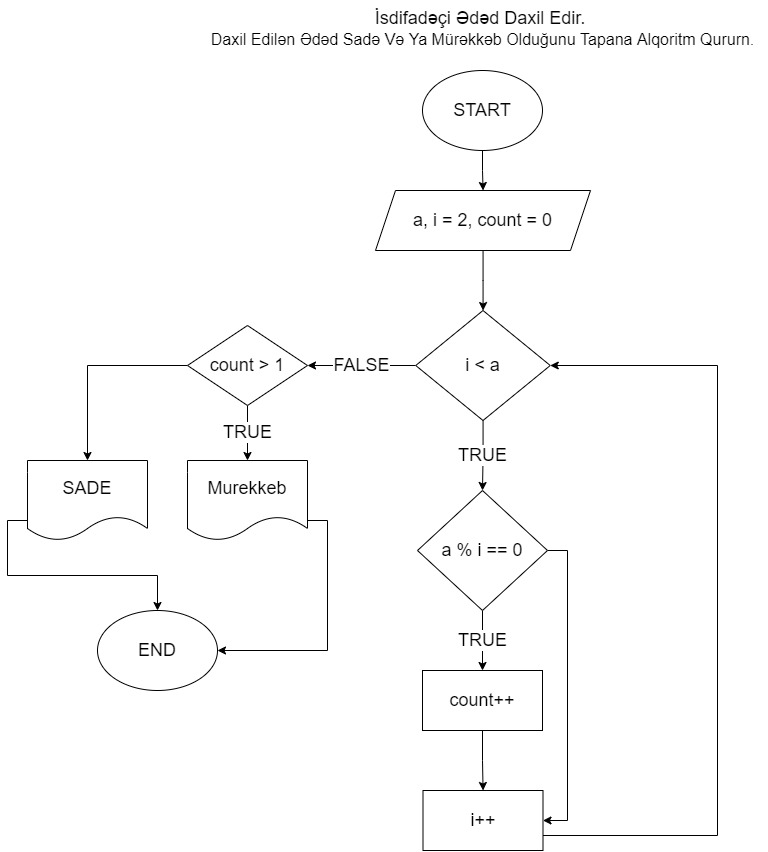 İsdifadəçi Ədəd Daxil Edir.
Daxil Edilən Ədəd Sadə Və Ya Mürəkkəb Olduğunu Tapana Alqoritm Qururn.
START
a, i = 2, count = 0
i < a
FALSE
count > 1
TRUE
TRUE
SADE
Murekkeb
a % i == 0
TRUE
END
count++
i++